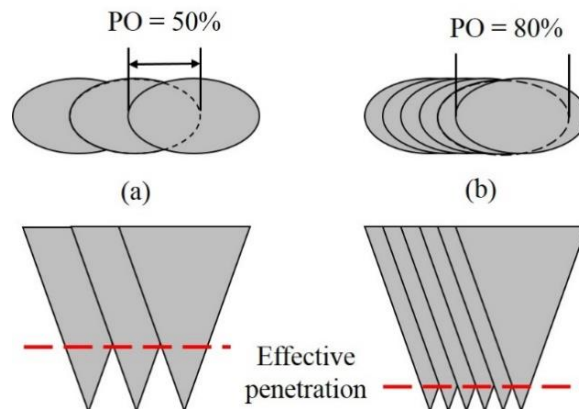 PO = 50%
PO = 80%
(a)
(b)
Effective
penetration